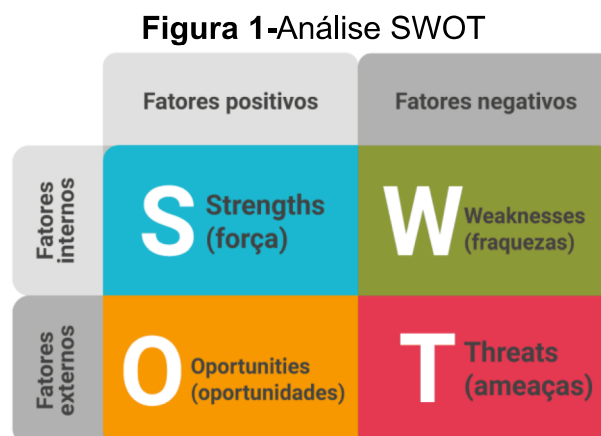 Figura 1-Análise SWOT
Fatores positivos
Fatores negativos
Fatores
internos
S
Strengths
(força)
W
Weaknesses
(fraquezas)
Fatores
externos
O
Oportunities
(oportunidades)
T
Threats
(ameaças)